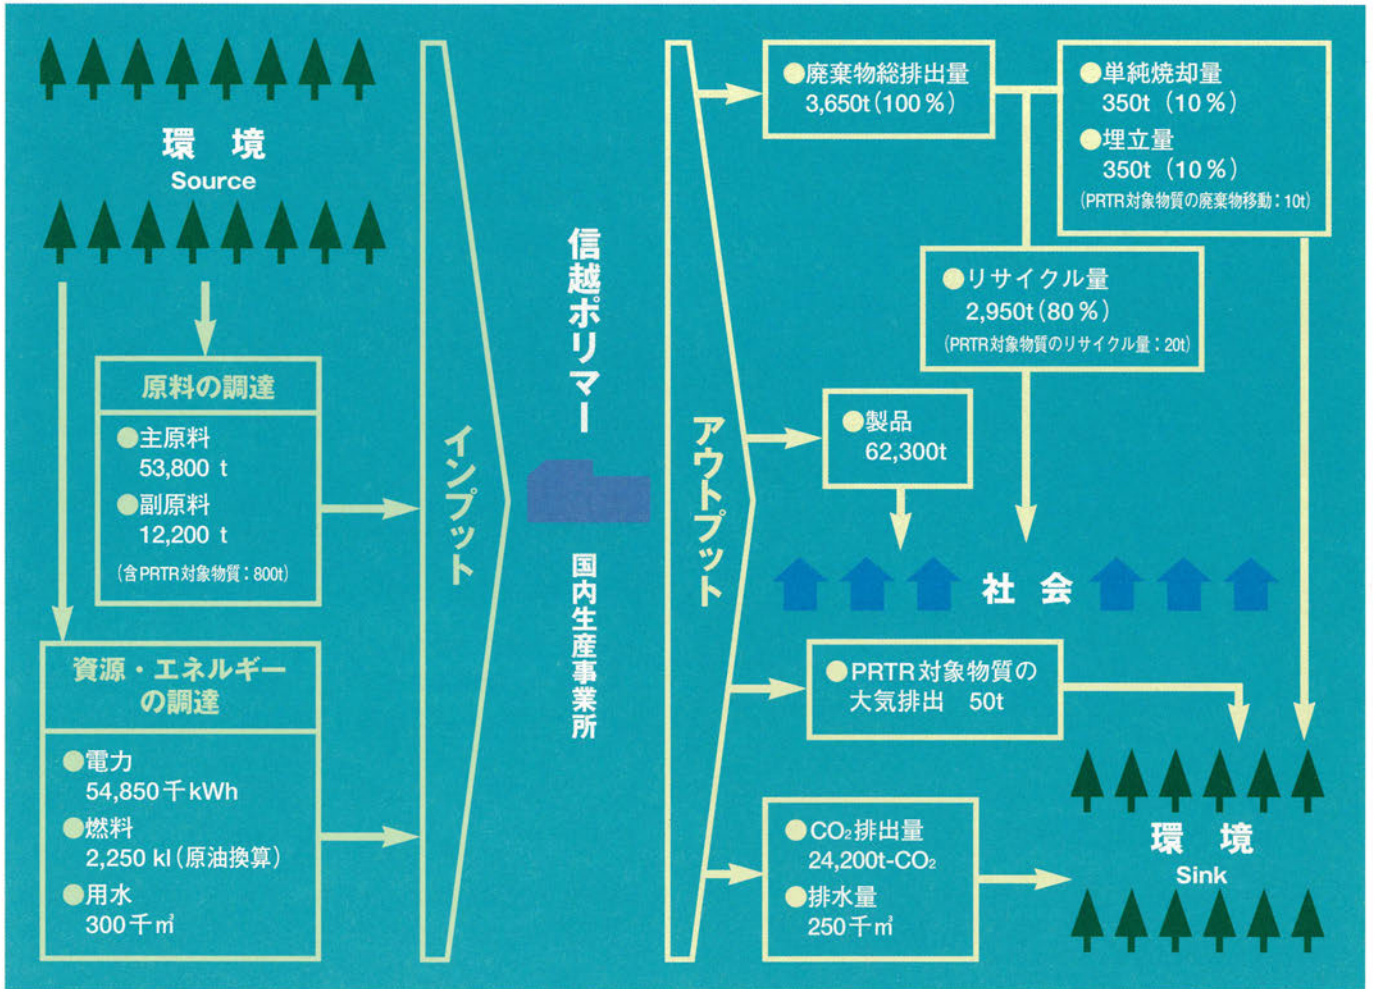 環 境
Source
原料の調達
●主原料
53,800 t
●副原料
12,200 t
(含PRTR対象物質：800t)
資源・エネルギー
の調達
●電力
54,850千kWh
●燃料
2,250 kl(原油換算)
●用水
300千㎥
インプット
信越ポリマー
国内生産事業所
アウトプット
●廃棄物総排出量
3,650t(100%)
●単純焼却量
350t (10%)
●埋立量
350t (10%)
(PRTR対象物質の廃棄物移動：10t)
●リサイクル量
2,950t(80%)
(PRTR対象物質のリサイクル量：20t)
●製品
62,300t
社 会
●PRTR対象物質の
大気排出 50t
●CO₂排出量
24,200t-CO₂
●排水量
250千㎥
環 境
Sink